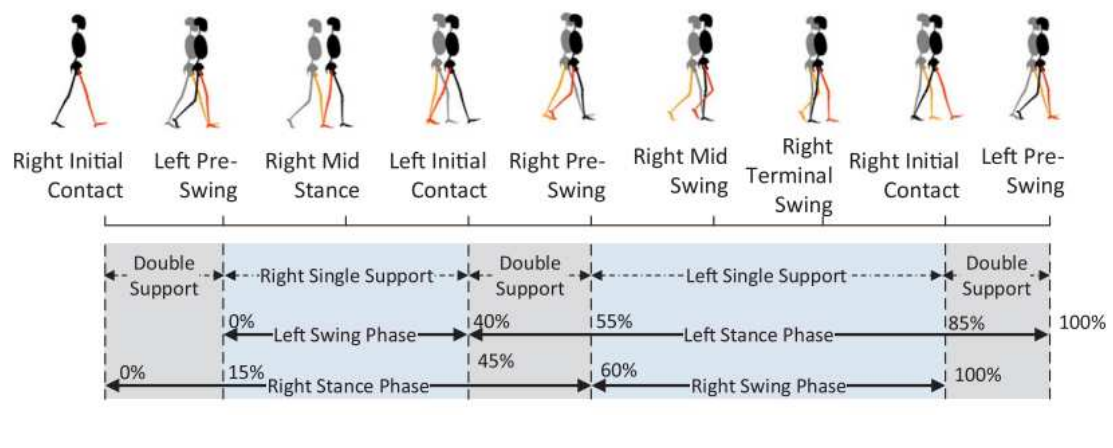 Right Initial
Contact
Left Pre-
Swing
Right Mid
Stance
Left Initial
Contact
Right Pre-
Swing
Right Mid
Swing
Right
Terminal
Swing
Right Initial
Contact
Left Pre-
Swing
Double
Support
Right Single Support
Double
Support
Left Single Support
Double
Support
0%
Left Swing Phase
40%
55%
Left Stance Phase
85%
100%
0%
15%
Right Stance Phase
45%
60%
Right Swing Phase
100%